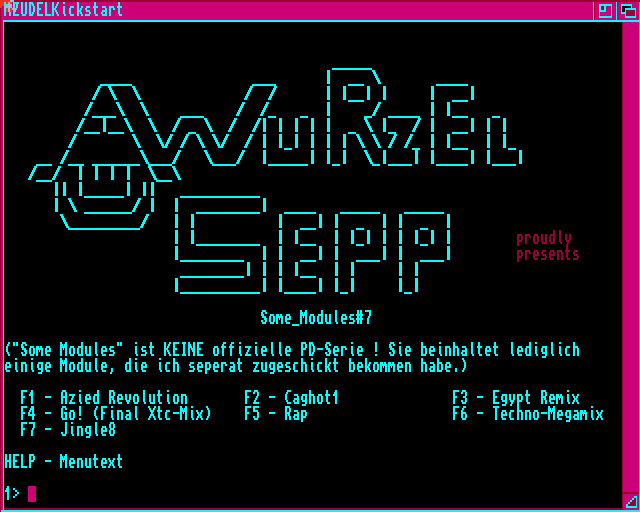 NZUDELKickstart
A WURZEL
SEPP
proudly
presents
Some_Modules#7
("Some Modules" ist KEINE offizielle PD-Serie ! Sie beinhaltet lediglich
einige Module, die ich seperat zugeschickt bekommen habe.)
F1 - Azied Revolution F2 - Caghot1 F3 - Egypt Remix
F4 - Go! (Final Xtc-Mix) F5 - Rap F6 - Techno-Megamix
F7 - Jingle8
HELP - Menutext
1>